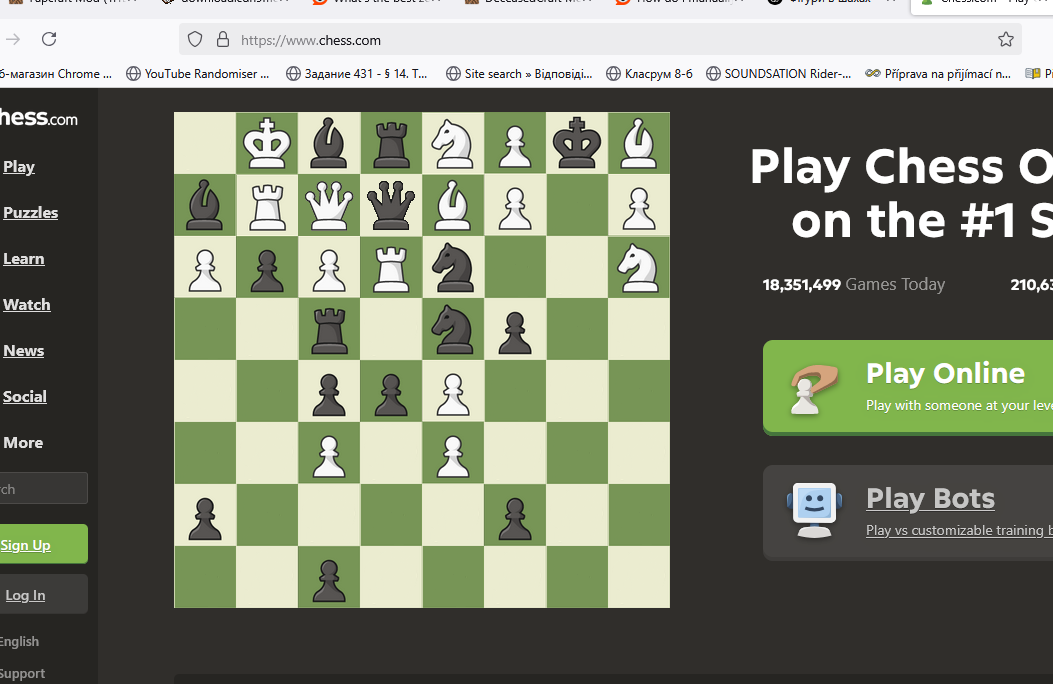 https://www.chess.com
YouTube Randomiser ...
Задание 431 - § 14. Т...
Site search » Відповіді...
Класрум 8-б
SOUNDSATION Rider-...
Příprava na přijímací n...
б-магазин Chrome ...
hess.com
Play
Puzzles
Learn
Watch
News
Social
More
rch
Sign Up
Log In
English
Support
Play Chess O
on the #1 S
18,351,499 Games Today
210,63
Play Online
Play with someone at your leve
Play Bots
Play vs customizable training b